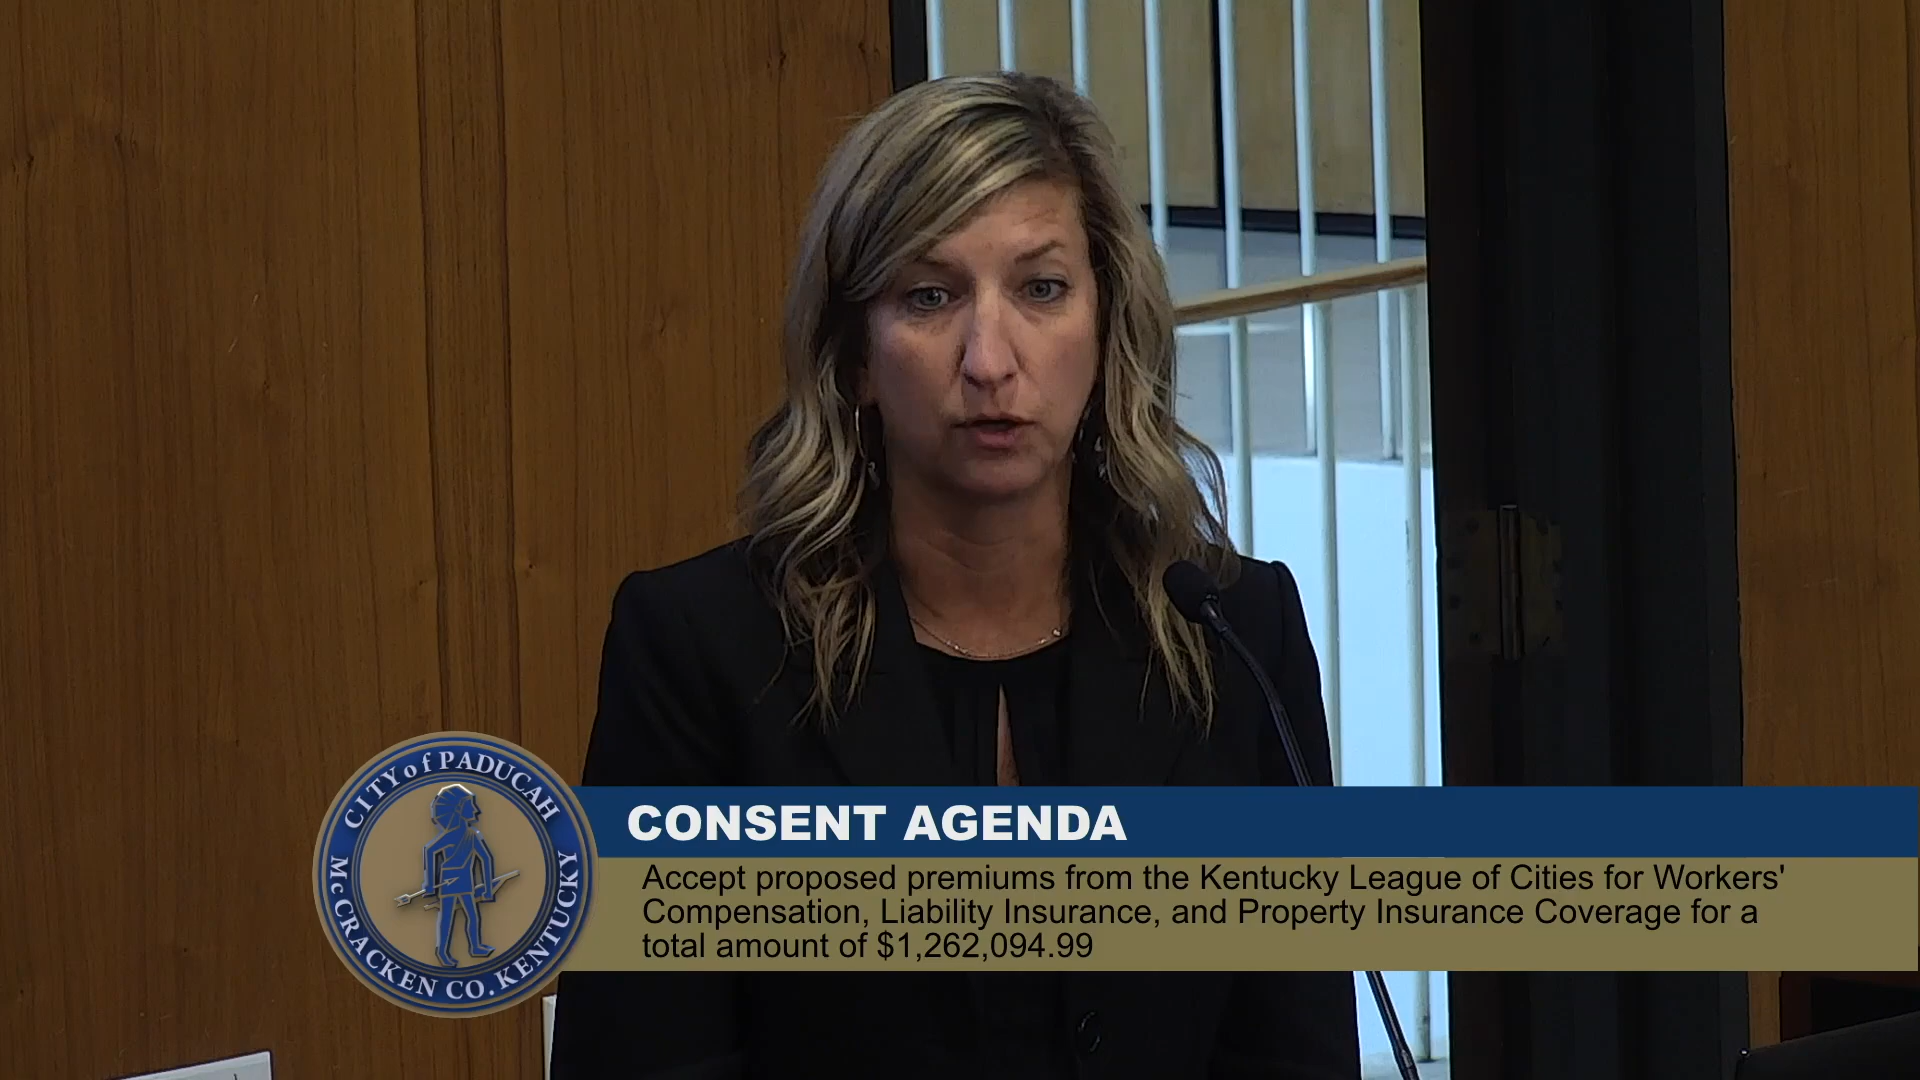 CONSENT AGENDA
Accept proposed premiums from the Kentucky League of Cities for Workers'
Compensation, Liability Insurance, and Property Insurance Coverage for a
total amount of $1,262,094.99
CITY of PADUCAH
McCRACKEN CO. KENTUCKY